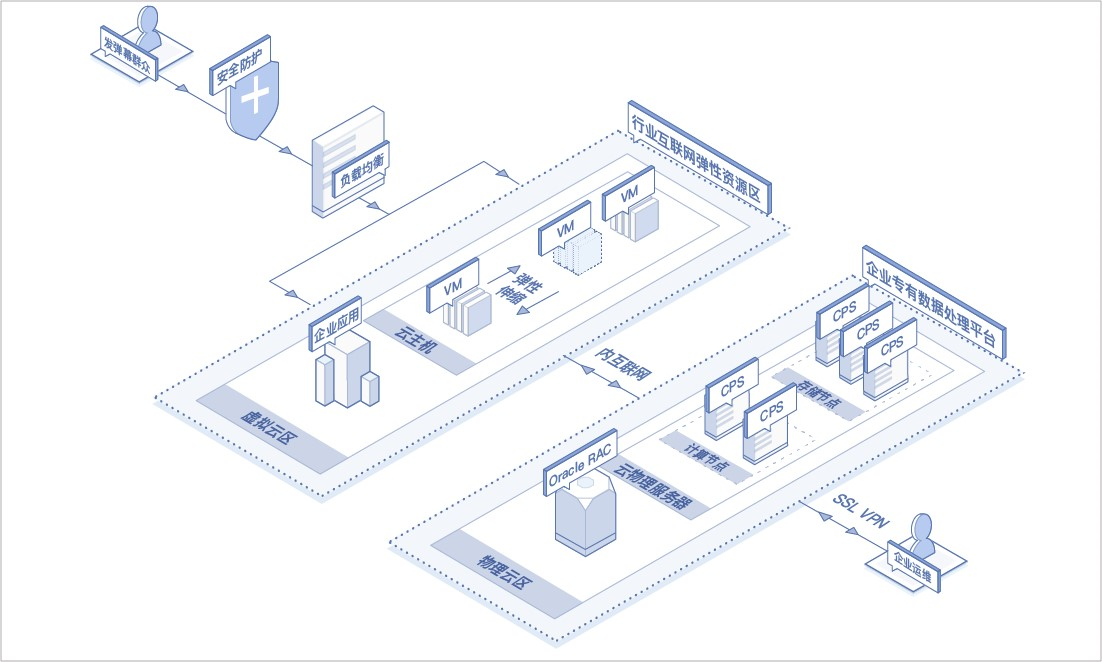 发弹幕群众
安全防护
负载均衡
行业互联网弹性资源区
VM
VM
VM
弹性
伸缩
企业应用
云主机
虚拟云区
内互联网
企业专有数据处理平台
CPS
CPS
CPS
存储节点
CPS
CPS
计算节点
Oracle RAC
云物理服务器
物理云区
SSL VPN
企业运维